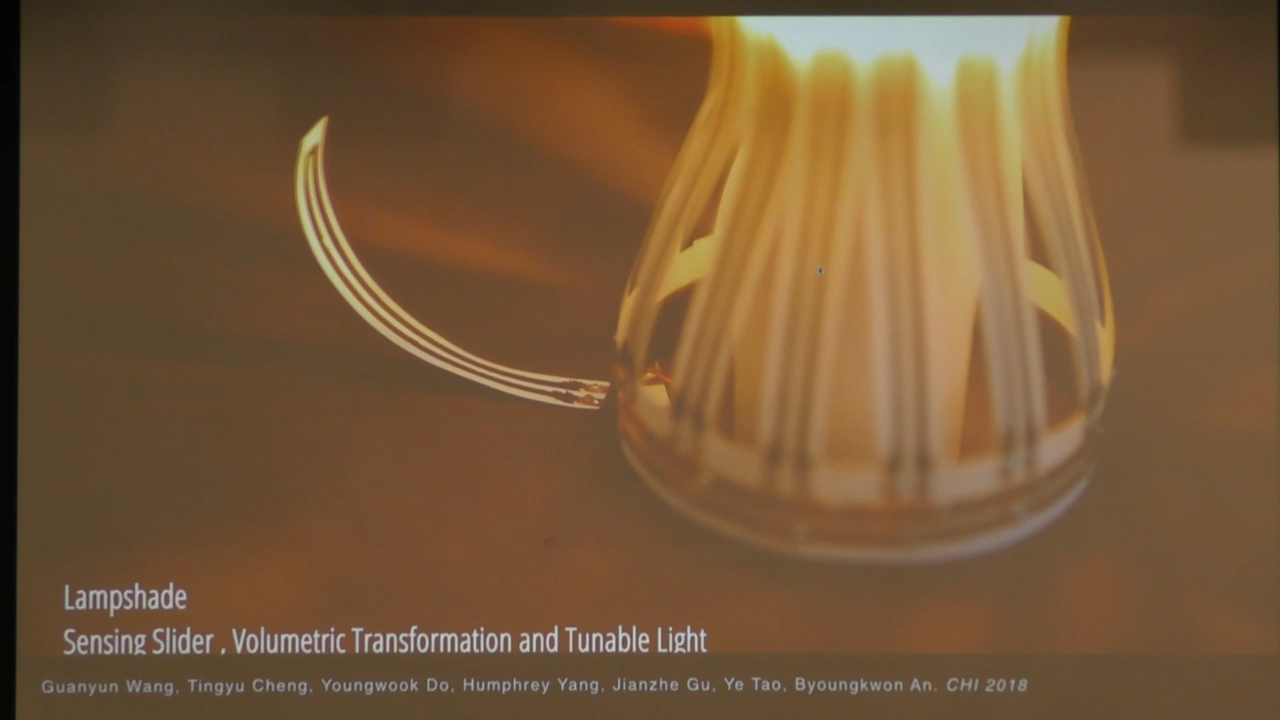 Lampshade
Sensing Slider , Volumetric Transformation and Tunable Light
Guanyun Wang, Tingyu Cheng, Youngwook Do, Humphrey Yang, Jianzhe Gu, Ye Tao, Byoungkwon An. CHI 2018